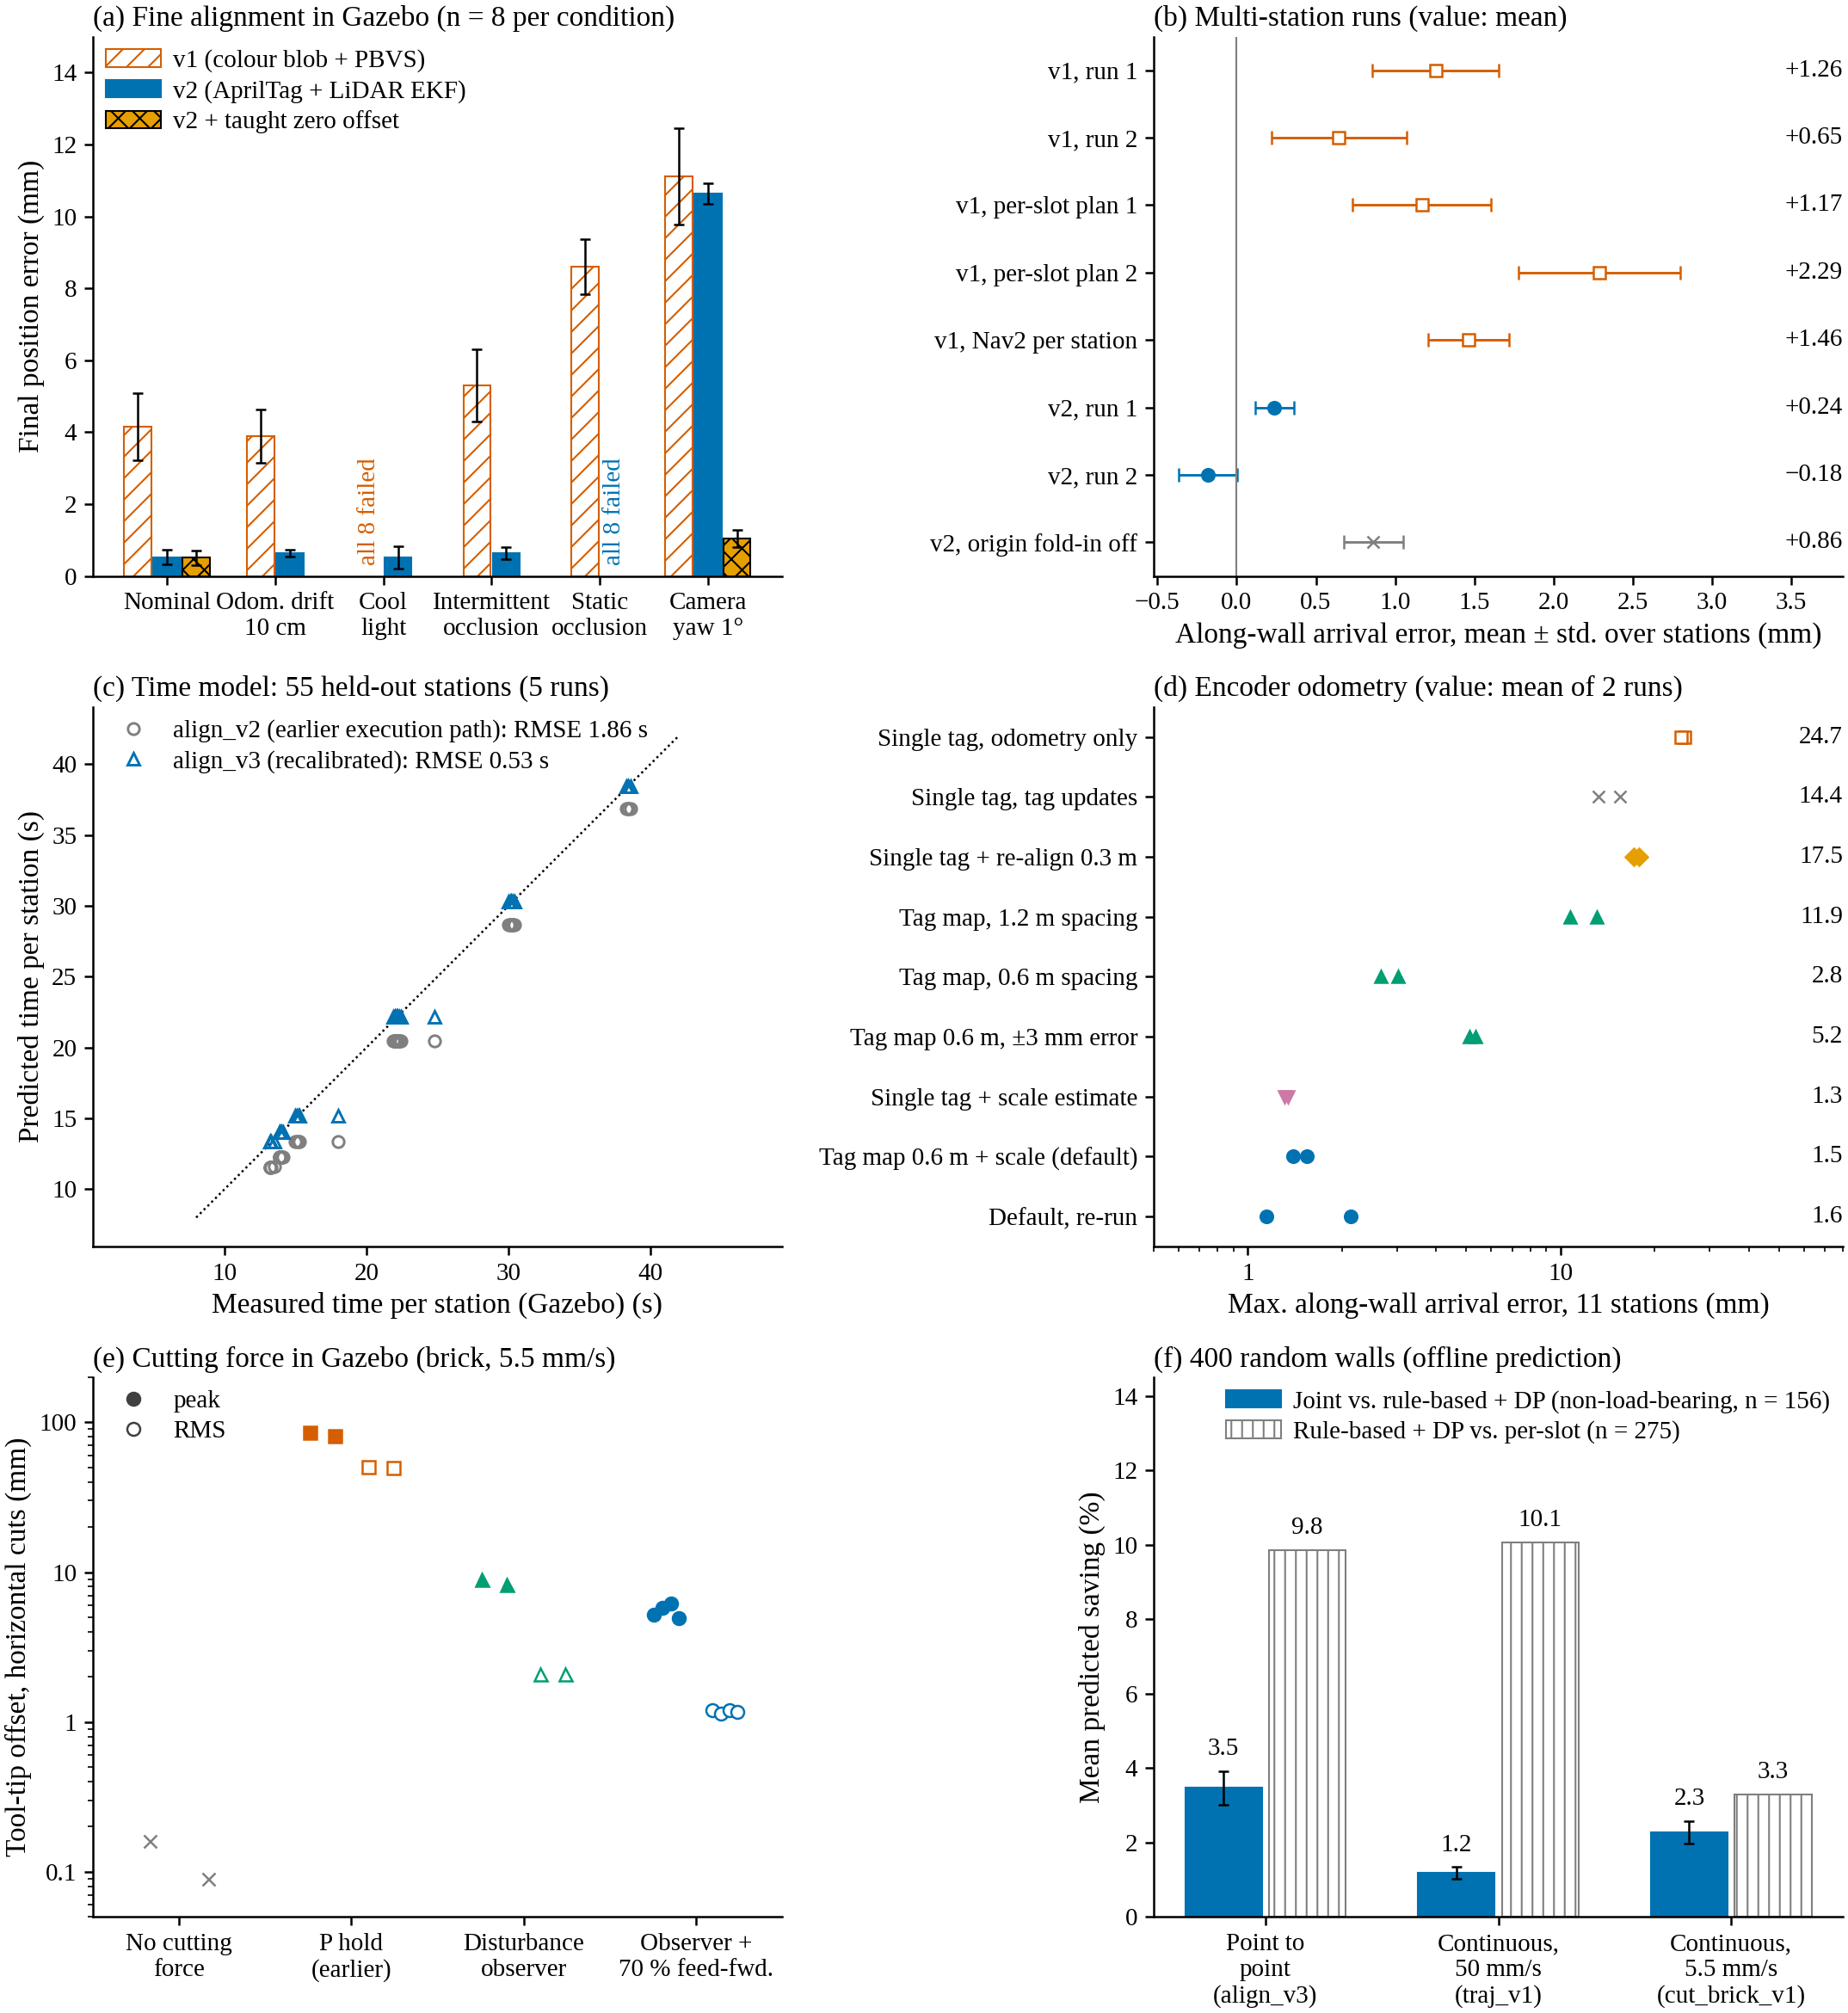 (a) Fine alignment in Gazebo (n = 8 per condition)
v1 (colour blob + PBVS)
v2 (AprilTag + LiDAR EKF)
v2 + taught zero offset
Final position error (mm)
14
12
10
8
6
4
2
0
all 8 failed
all 8 failed
Nominal
Odom. drift
10 cm
Cool
light
Intermittent
occlusion
Static
occlusion
Camera
yaw 1°
(b) Multi-station runs (value: mean)
v1, run 1
+1.26
v1, run 2
+0.65
v1, per-slot plan 1
+1.17
v1, per-slot plan 2
+2.29
v1, Nav2 per station
+1.46
v2, run 1
+0.24
v2, run 2
−0.18
v2, origin fold-in off
+0.86
−0.5
0.0
0.5
1.0
1.5
2.0
2.5
3.0
3.5
Along-wall arrival error, mean ± std. over stations (mm)
(c) Time model: 55 held-out stations (5 runs)
align_v2 (earlier execution path): RMSE 1.86 s
align_v3 (recalibrated): RMSE 0.53 s
Predicted time per station (s)
40
35
30
25
20
15
10
10
20
30
40
Measured time per station (Gazebo) (s)
(d) Encoder odometry (value: mean of 2 runs)
Single tag, odometry only
24.7
Single tag, tag updates
14.4
Single tag + re-align 0.3 m
17.5
Tag map, 1.2 m spacing
11.9
Tag map, 0.6 m spacing
2.8
Tag map 0.6 m, ±3 mm error
5.2
Single tag + scale estimate
1.3
Tag map 0.6 m + scale (default)
1.5
Default, re-run
1.6
1
10
Max. along-wall arrival error, 11 stations (mm)
(e) Cutting force in Gazebo (brick, 5.5 mm/s)
peak
RMS
Tool-tip offset, horizontal cuts (mm)
100
10
1
0.1
No cutting
force
P hold
(earlier)
Disturbance
observer
Observer +
70 % feed-fwd.
(f) 400 random walls (offline prediction)
Joint vs. rule-based + DP (non-load-bearing, n = 156)
Rule-based + DP vs. per-slot (n = 275)
Mean predicted saving (%)
14
12
10
8
6
4
2
0
3.5
9.8
1.2
10.1
2.3
3.3
Point to
point
(align_v3)
Continuous,
50 mm/s
(traj_v1)
Continuous,
5.5 mm/s
(cut_brick_v1)